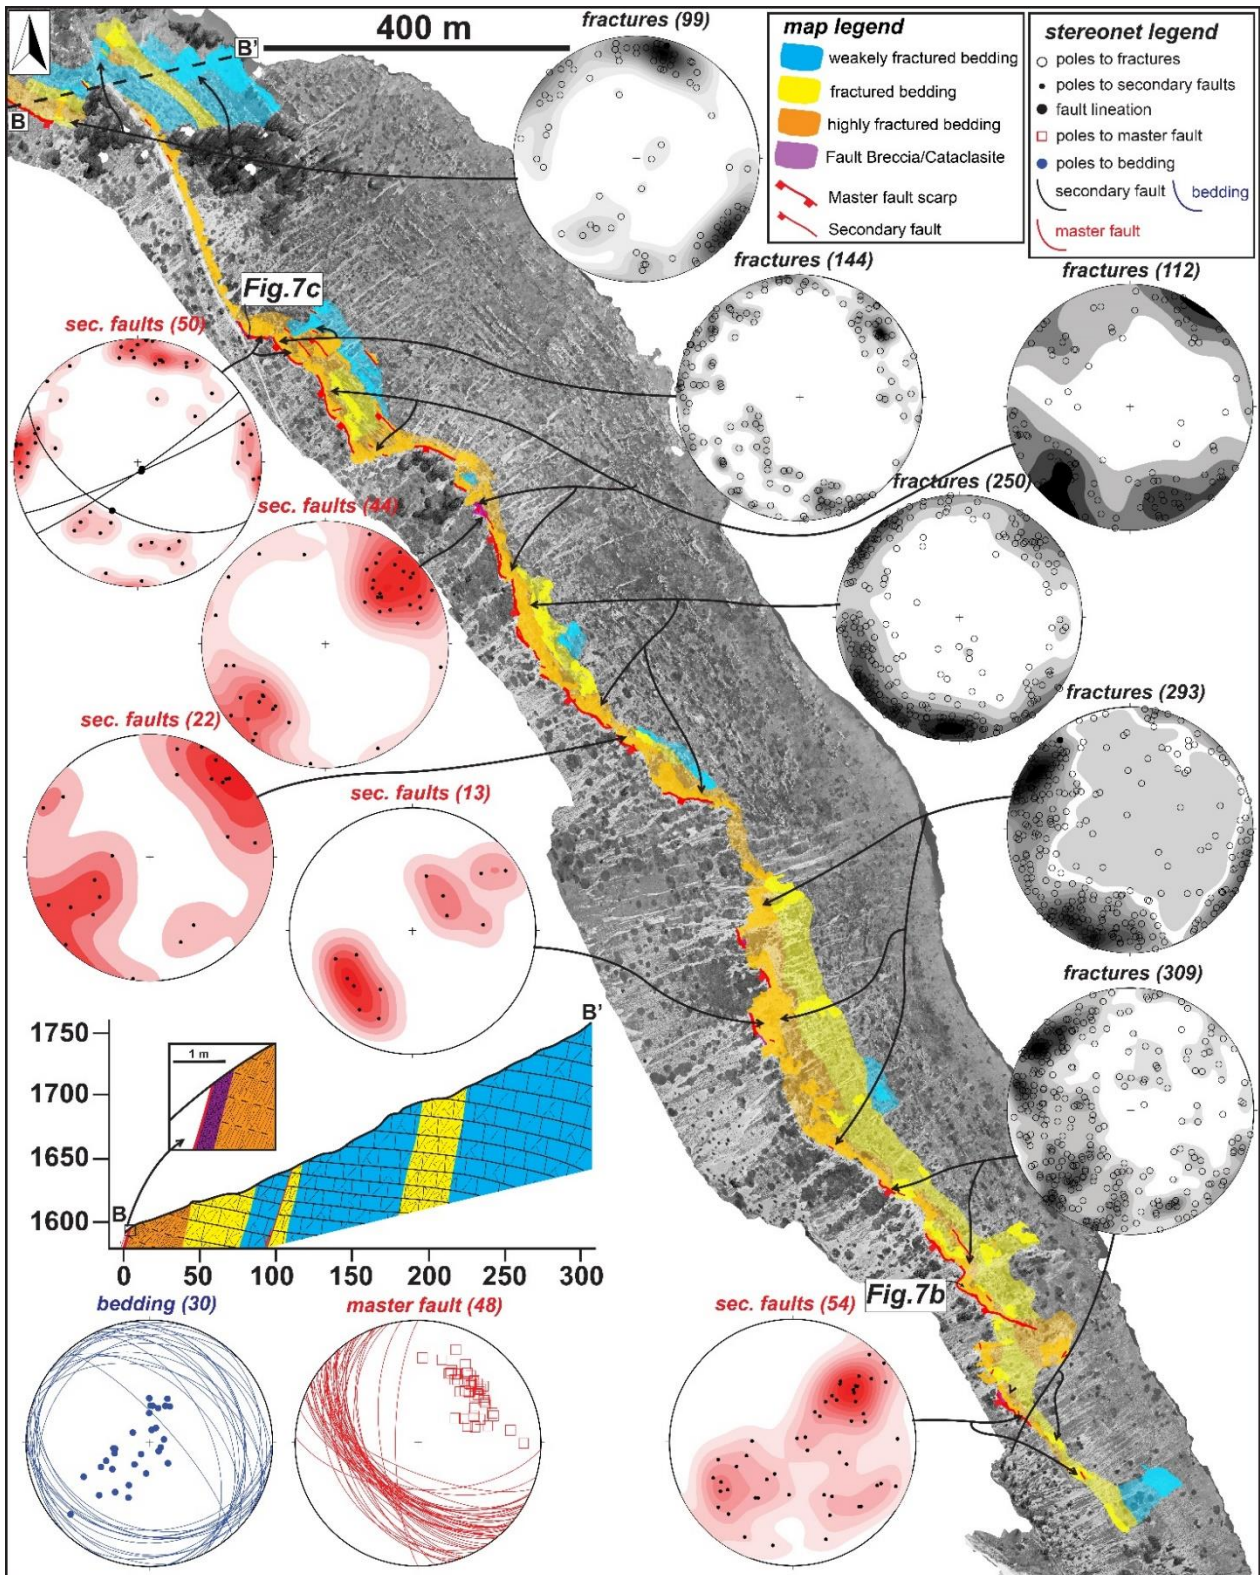 B'
400 m
fractures (99)
map legend
weakely fractured bedding
fractured bedding
highly fractured bedding
Fault Breccia/Cataclasite
Master fault scarp
Secondary fault
stereonet legend
poles to fractures
poles to secondary faults
fault lineation
poles to master fault
poles to bedding
secondary fault
bedding
master fault
B
fractures (144)
fractures (112)
Fig.7c
sec. faults (50)
fractures (250)
sec. faults (44)
fractures (293)
sec. faults (22)
sec. faults (13)
fractures (309)
B'
1750
1 m
1700
1650
B
1600
0 50 100 150 200 250 300
bedding (30)
master fault (48)
sec. faults (54)
Fig.7b